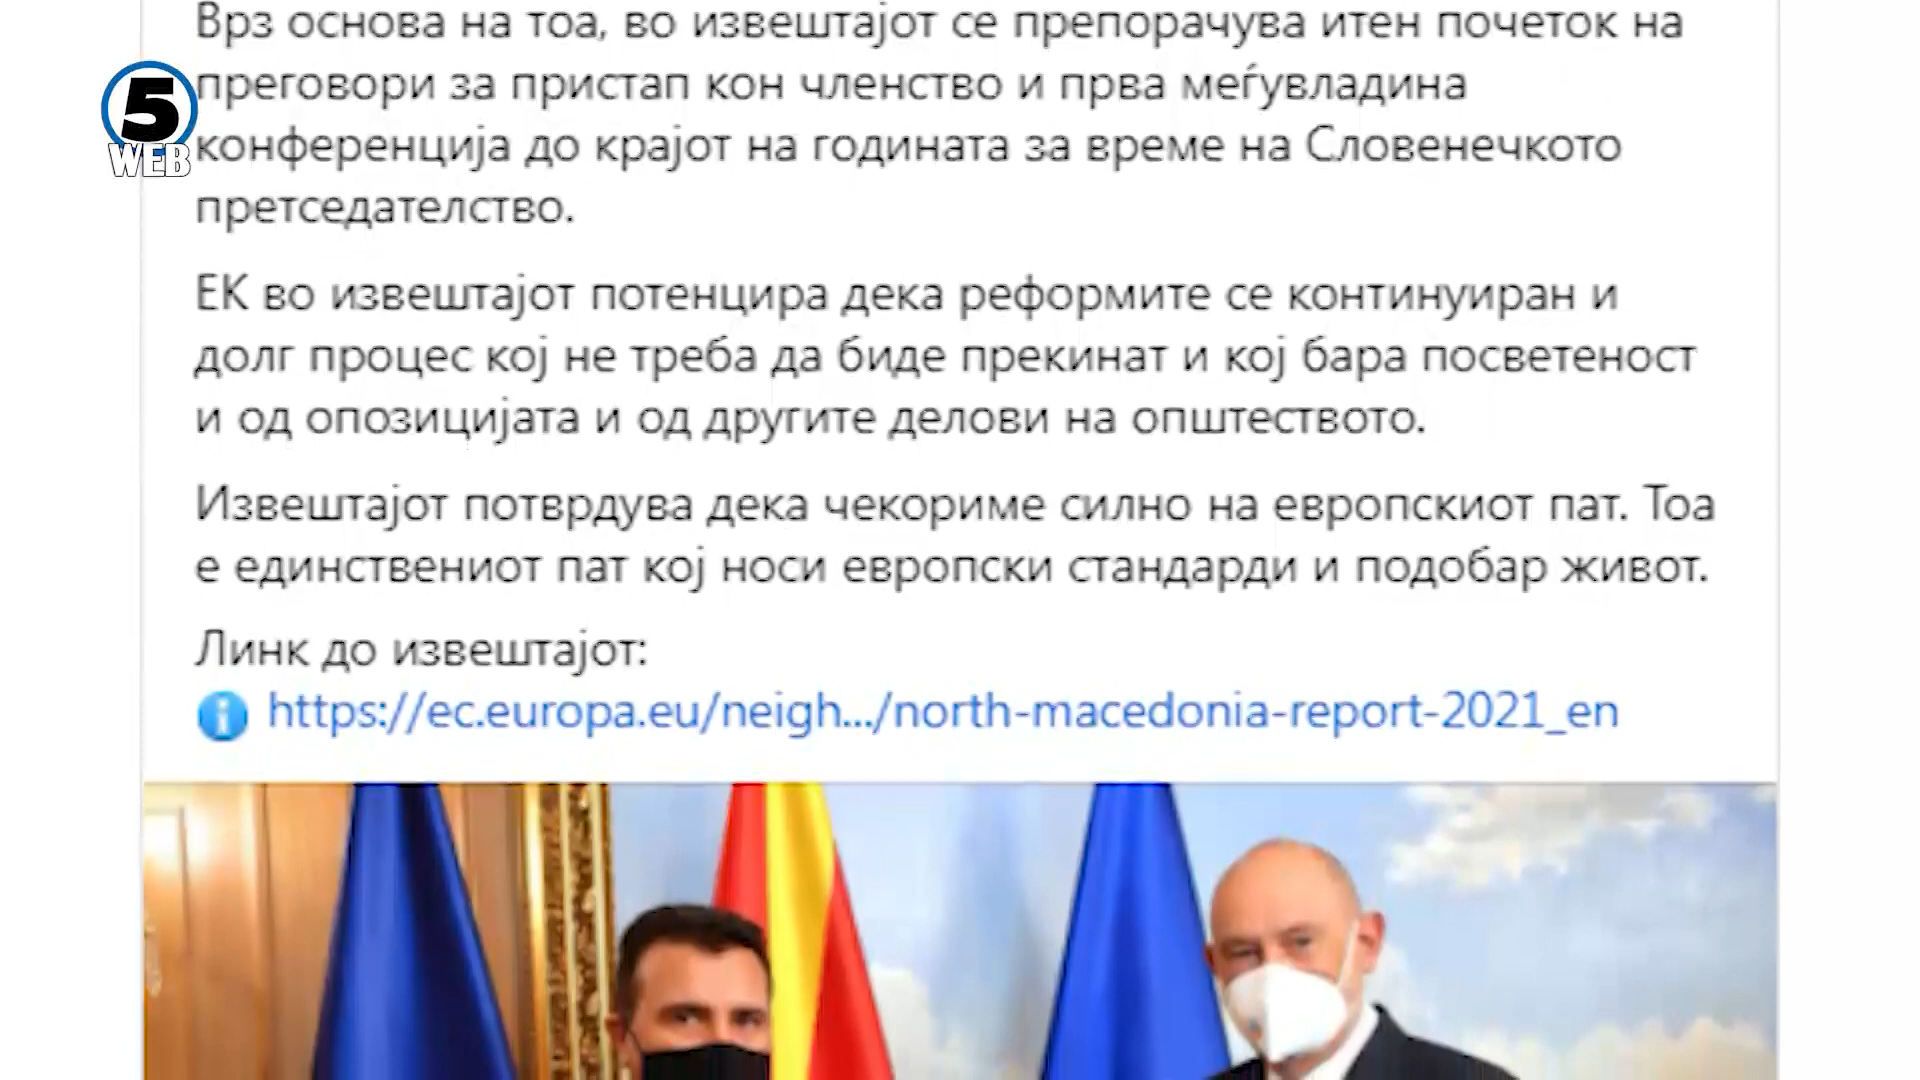 Врз основа на тоа, во извештајот се препорачува итен почеток на
преговори за пристап кон членство и прва меѓувладина
конференција до крајот на годината за време на Словенечкото
претседателство.
ЕК во извештајот потенцира дека реформите се континуиран и
долг процес кој не треба да биде прекинат и кој бара посветеност
и од опозицијата и од другите делови на општеството.
Извештајот потврдува дека чекориме силно на европскиот пат. Тоа
е единствениот пат кој носи европски стандарди и подобар живот.
Линк до извештајот:
https://ec.europa.eu/neigh.../north-macedonia-report-2021_en
5
WEB